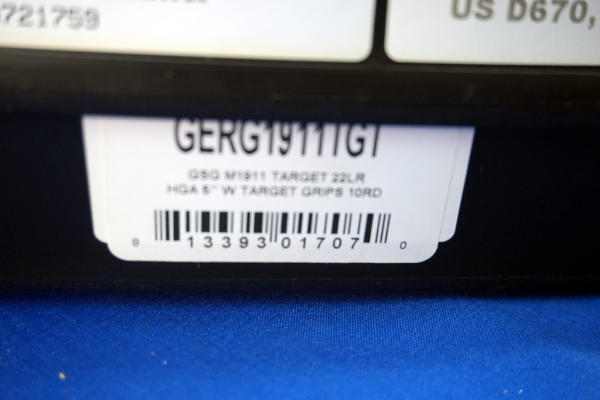 721759
US D670,
GERG1911TGT
GSG M1911 TARGET 22LR
HGA 5" W TARGET GRIPS 10RD
8 13393 01707 0